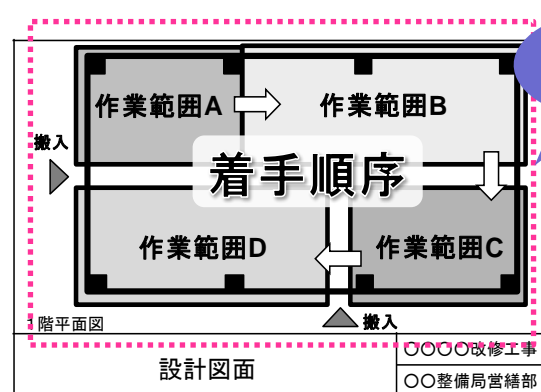 作業範囲A
作業範囲B
搬入
着手順序
作業範囲D
作業範囲C
1階平面図
搬入
設計図面
〇〇〇〇改修工事
〇〇整備局営繕部